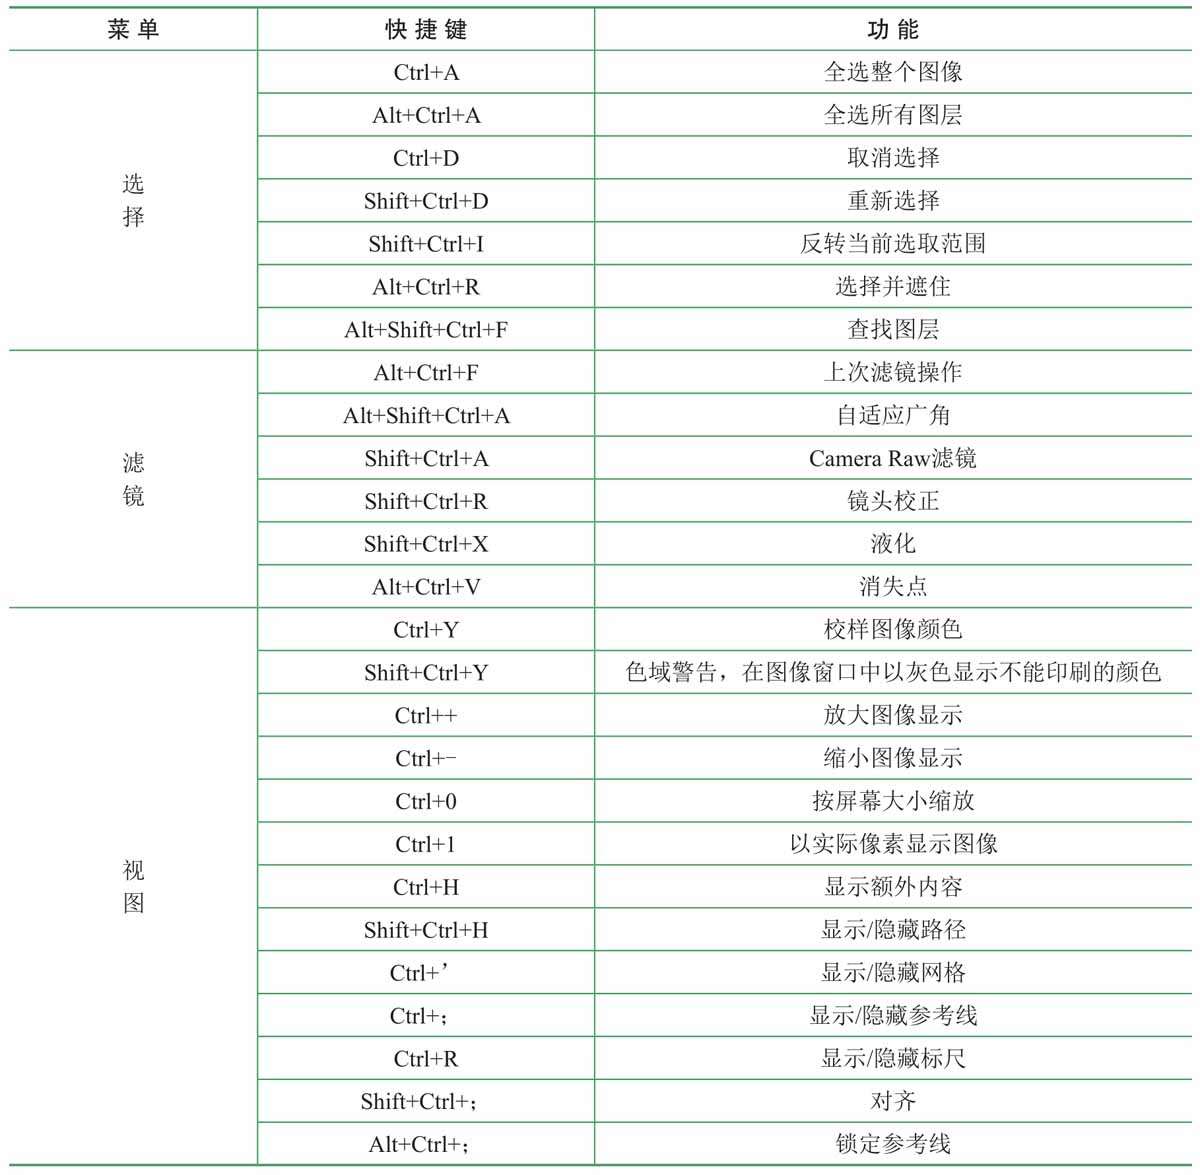 菜单 快捷键 功能
选择 Ctrl+A 全选整个图像
Alt+Ctrl+A 全选所有图层
Ctrl+D 取消选择
Shift+Ctrl+D 重新选择
Shift+Ctrl+I 反转当前选取范围
Alt+Ctrl+R 选择并遮住
Alt+Shift+Ctrl+F 查找图层
滤镜 Alt+Ctrl+F 上次滤镜操作
Alt+Shift+Ctrl+A 自适应广角
Shift+Ctrl+A Camera Raw滤镜
Shift+Ctrl+R 镜头校正
Shift+Ctrl+X 液化
Alt+Ctrl+V 消失点
视图 Ctrl+Y 校样图像颜色
Shift+Ctrl+Y 色域警告，在图像窗口中以灰色显示不能印刷的颜色
Ctrl++ 放大图像显示
Ctrl+- 缩小图像显示
Ctrl+0 按屏幕大小缩放
Ctrl+1 以实际像素显示图像
Ctrl+H 显示额外内容
Shift+Ctrl+H 显示/隐藏路径
Ctrl+’ 显示/隐藏网格
Ctrl+; 显示/隐藏参考线
Ctrl+R 显示/隐藏标尺
Shift+Ctrl+; 对齐
Alt+Ctrl+; 锁定参考线